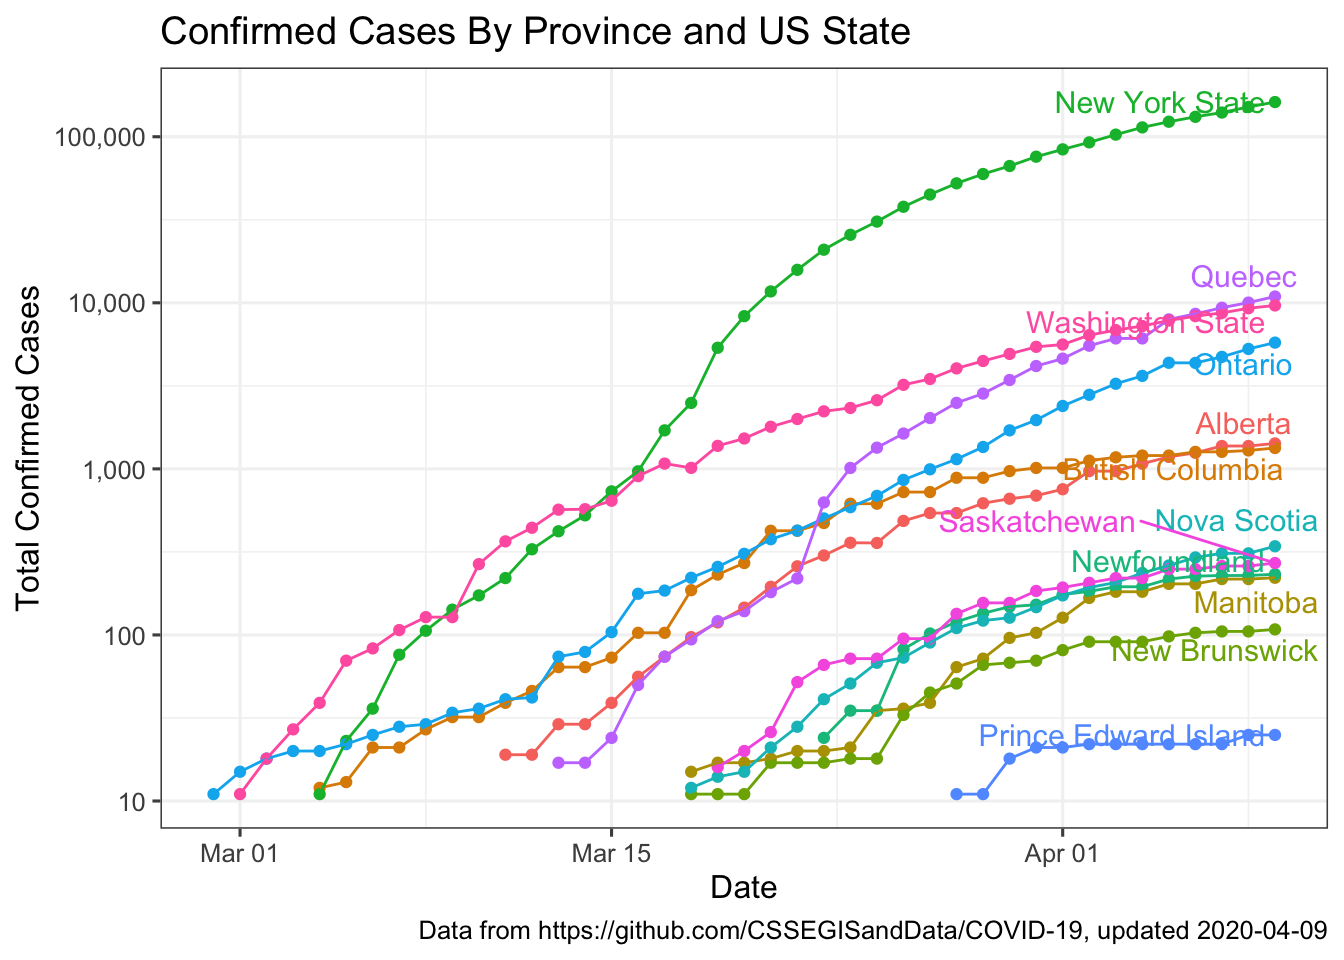 Confirmed Cases By Province and US State
Total Confirmed Cases
100,000
10,000
1,000
100
10
New York State
Quebec
Washington State
Ontario
Alberta
British Columbia
Saskatchewan
Nova Scotia
Newfoundland
Manitoba
New Brunswick
Prince Edward Island
Mar 01
Mar 15
Apr 01
Date
Data from https://github.com/CSSEGISandData/COVID-19, updated 2020-04-09